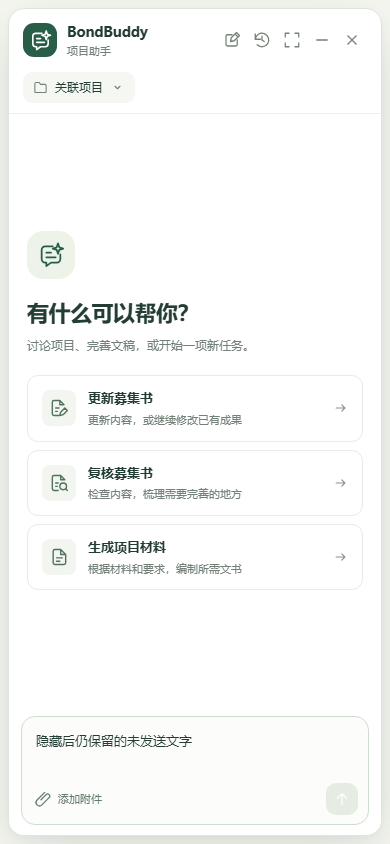 BondBuddy
项目助手
关联项目
有什么可以帮你？
讨论项目、完善文稿，或开始一项新任务。
更新募集书
更新内容，或继续修改已有成果
复核募集书
检查内容，梳理需要完善的地方
生成项目材料
根据材料和要求，编制所需文书
隐藏后仍保留的未发送文字
添加附件